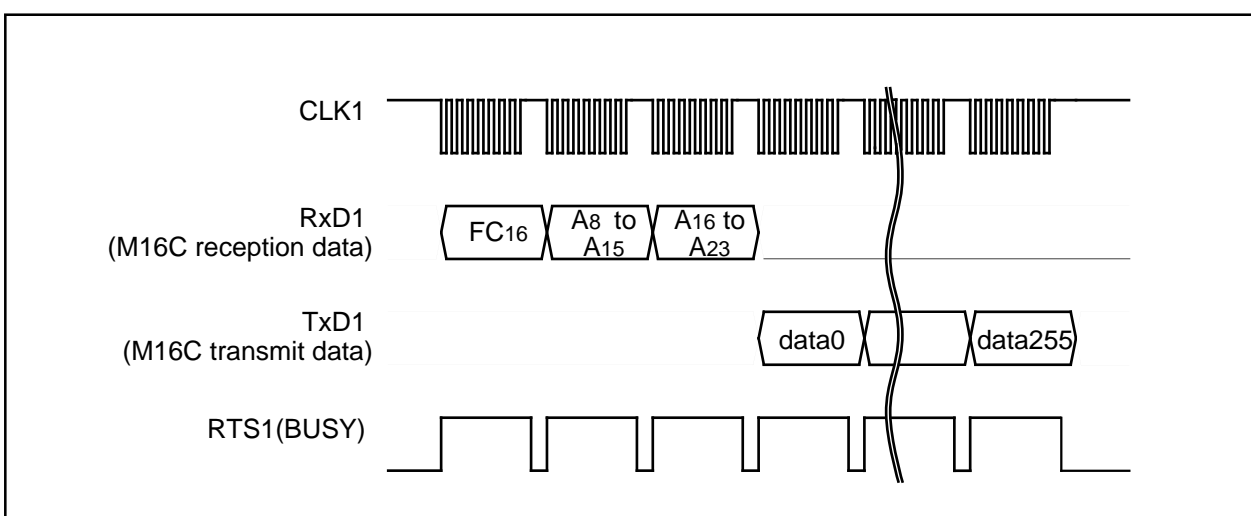 CLK1
RxD1
(M16C reception data)
FC16
A8 to
A15
A16 to
A23
TxD1
(M16C transmit data)
data0
data255
RTS1(BUSY)